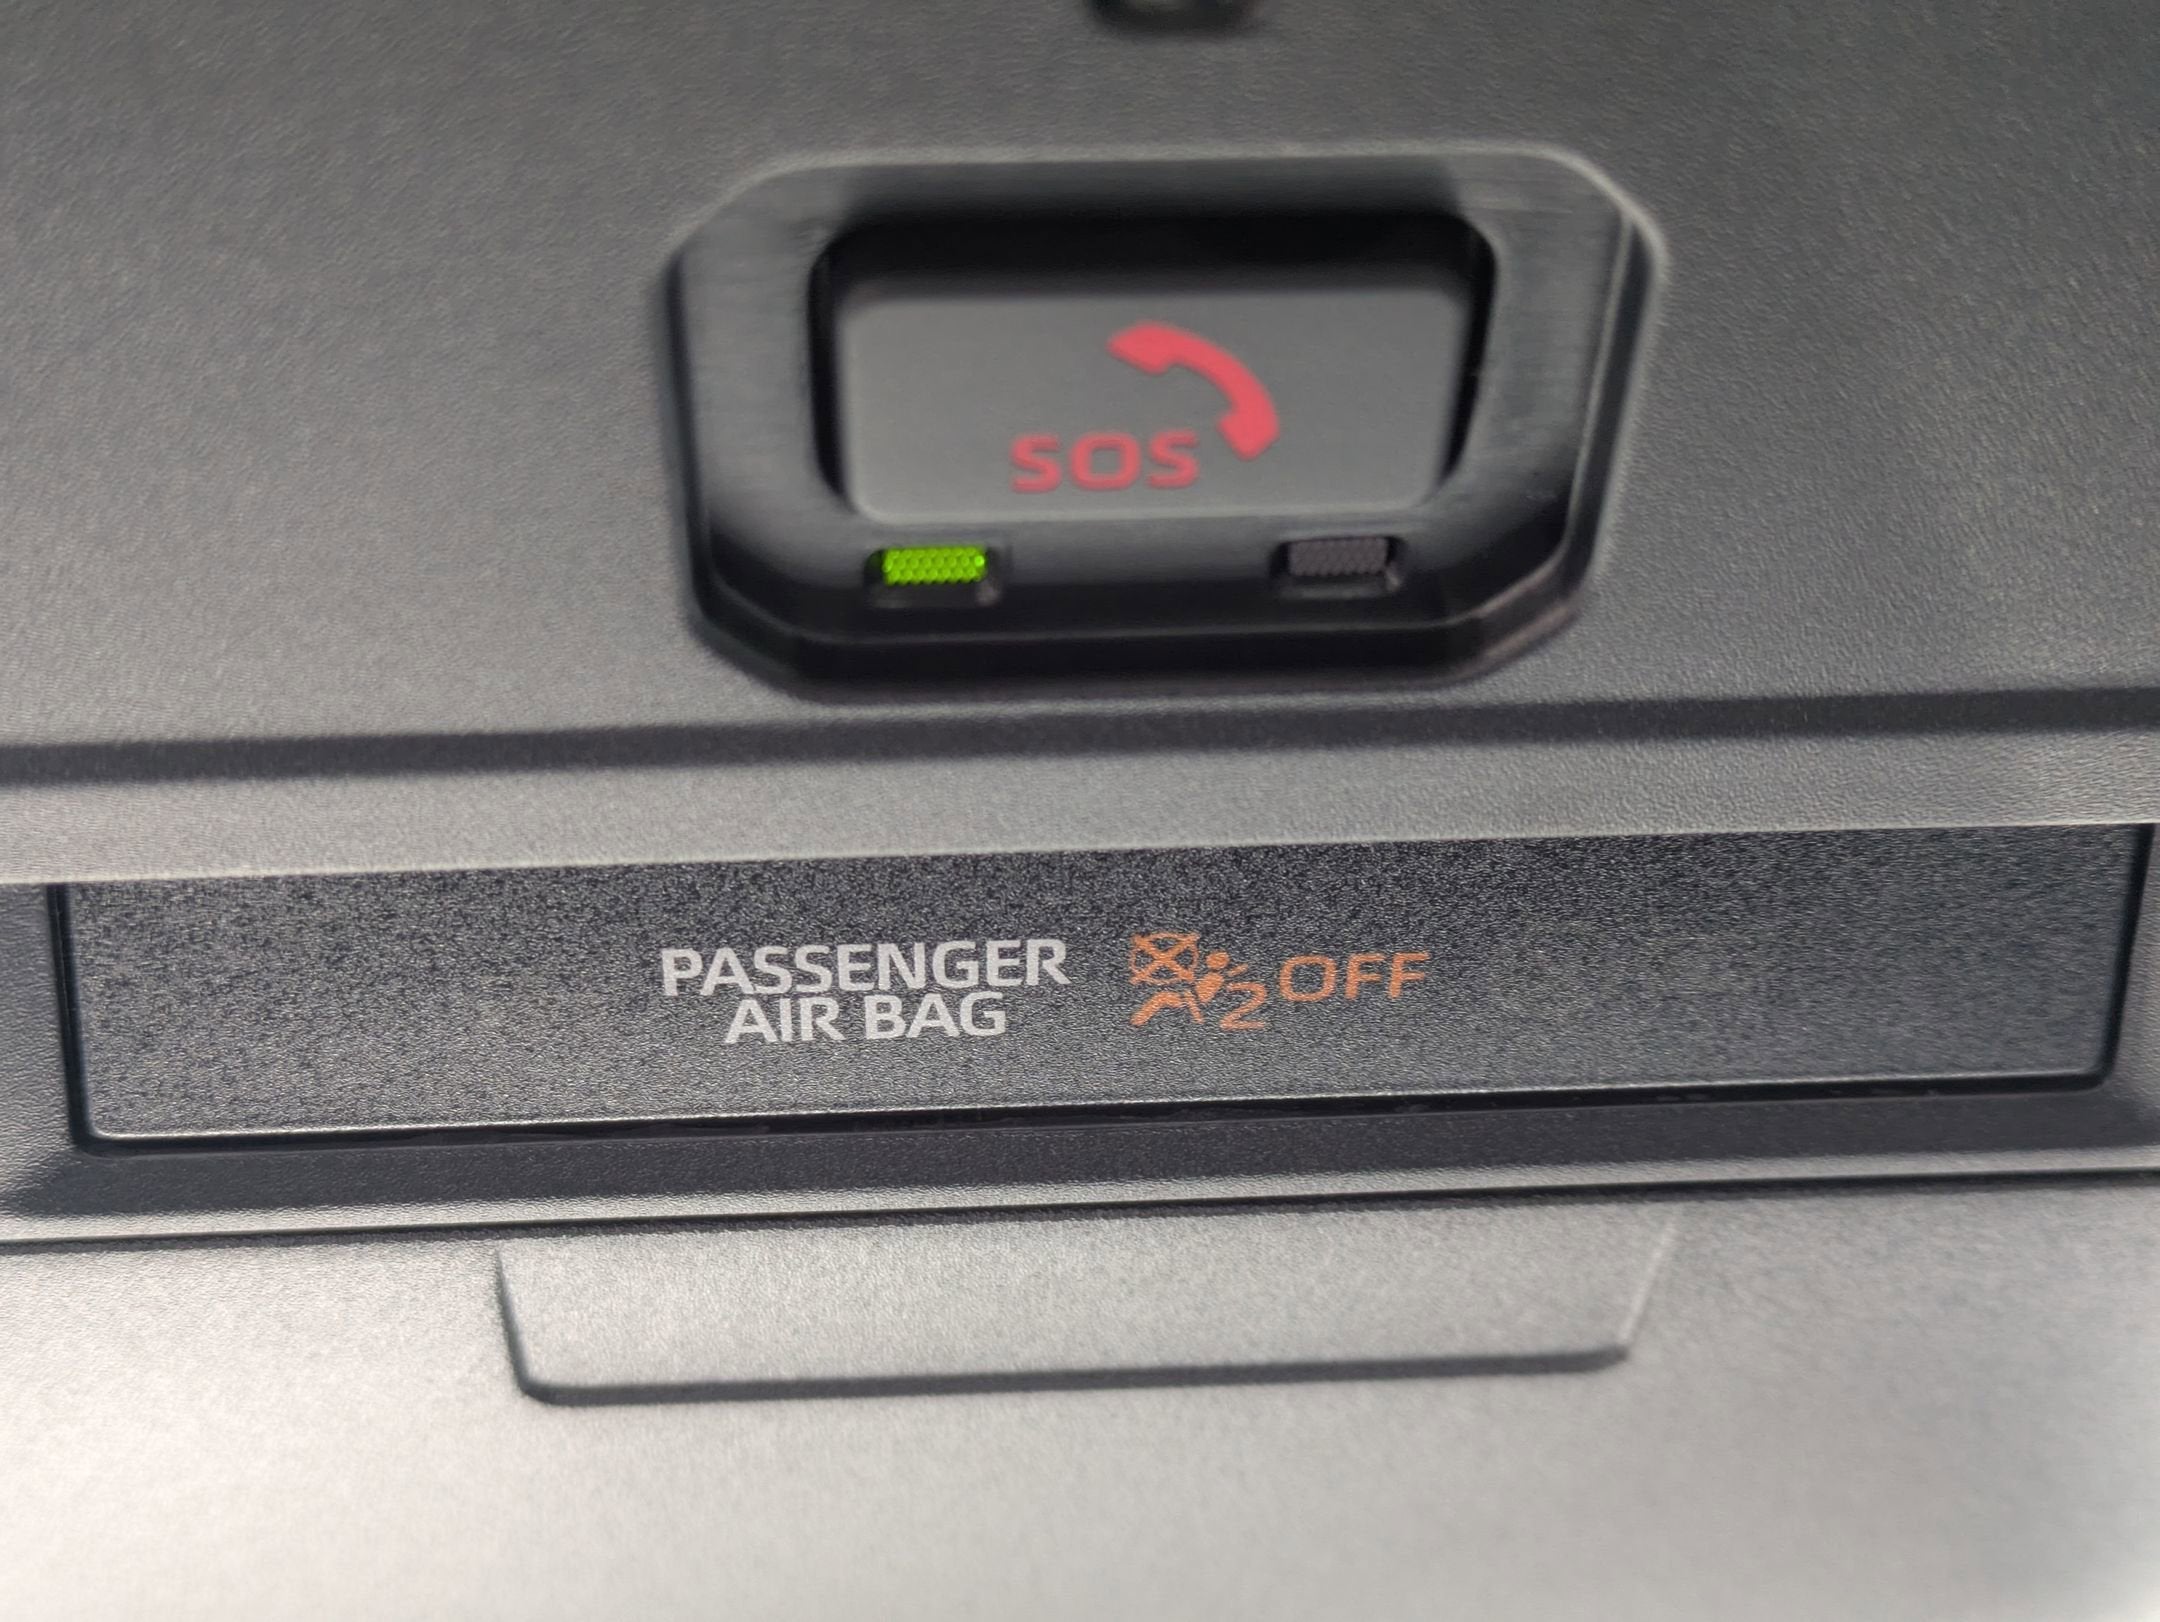 SOS
PASSENGER
AIR BAG
2 OFF